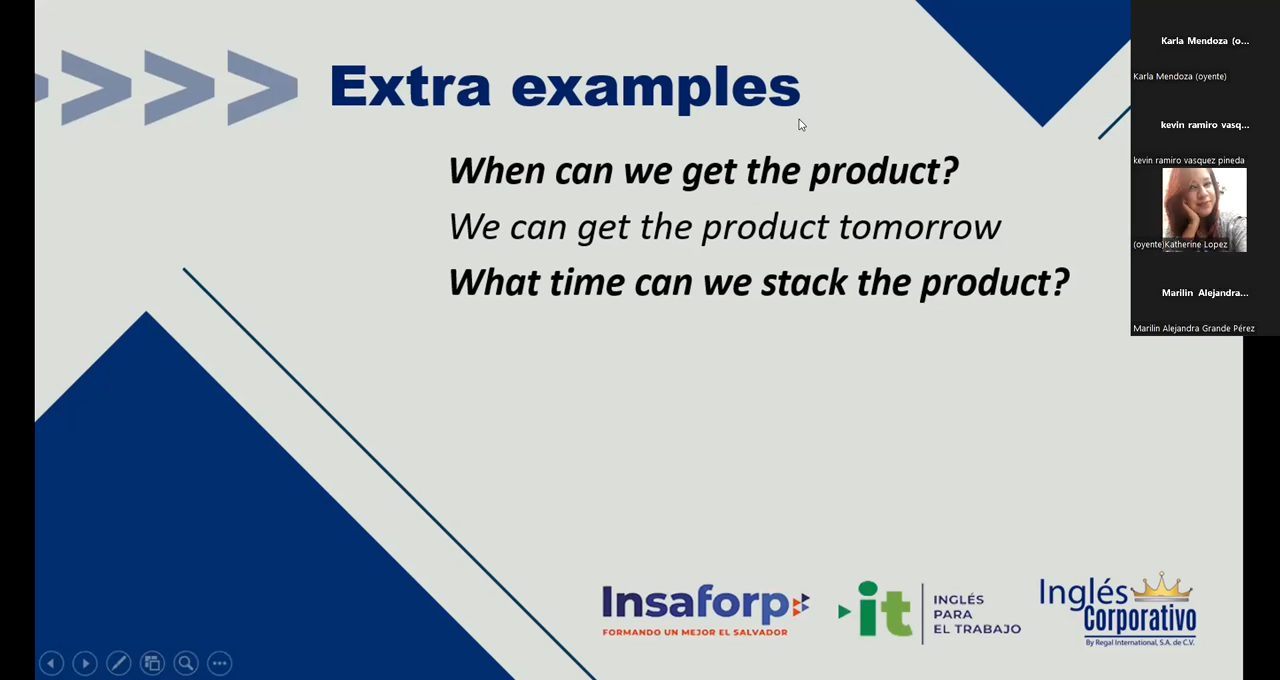 Extra examples
When can we get the product?
We can get the product tomorrow
What time can we stack the product?
Karla Mendoza (o...
Karla Mendoza (oyente)
kevin ramiro vasq...
kevin ramiro vasquez pineda
(oyente)Katherine Lopez
Marilin Alejandra...
Marilin Alejandra Grande Pérez
Insaforp
FORMANDO UN MEJOR EL SALVADOR
it
INGLÉS
PARA
EL TRABAJO
Inglés
Corporativo
By Regal International, S.A. de C.V.